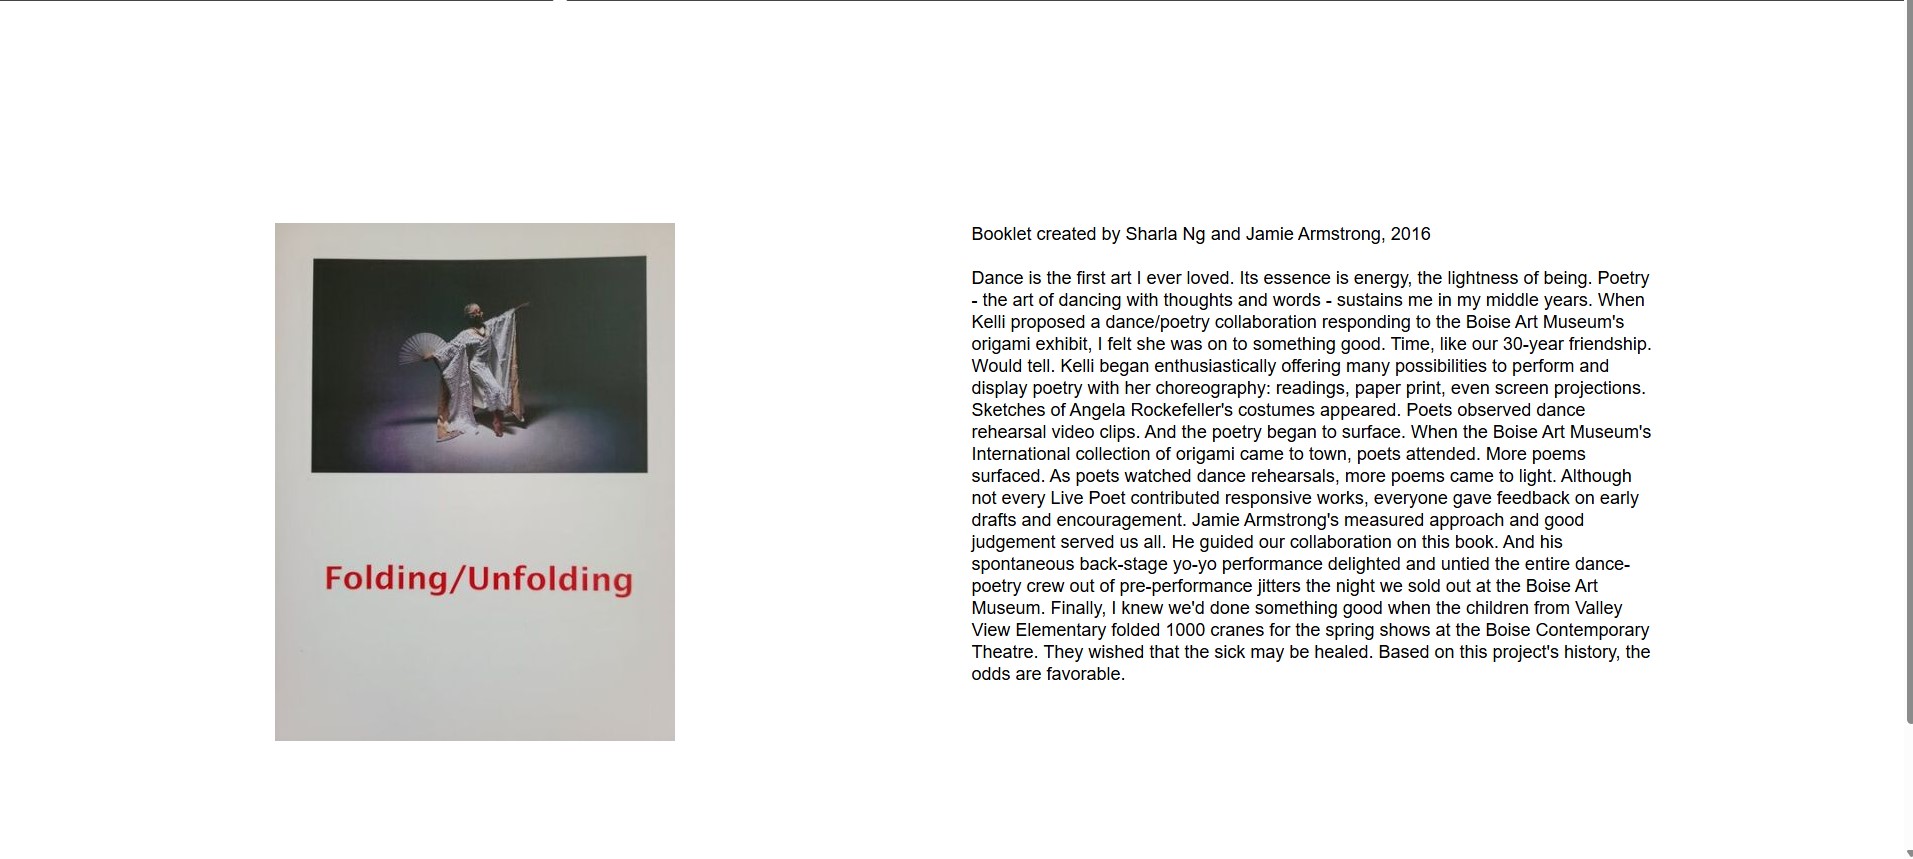 Folding/Unfolding
Booklet created by Sharla Ng and Jamie Armstrong, 2016
Dance is the first art I ever loved. Its essence is energy, the lightness of being. Poetry
- the art of dancing with thoughts and words - sustains me in my middle years. When
Kelli proposed a dance/poetry collaboration responding to the Boise Art Museum's
origami exhibit, I felt she was on to something good. Time, like our 30-year friendship.
Would tell. Kelli began enthusiastically offering many possibilities to perform and
display poetry with her choreography: readings, paper print, even screen projections.
Sketches of Angela Rockefeller's costumes appeared. Poets observed dance
rehearsal video clips. And the poetry began to surface. When the Boise Art Museum's
International collection of origami came to town, poets attended. More poems
surfaced. As poets watched dance rehearsals, more poems came to light. Although
not every Live Poet contributed responsive works, everyone gave feedback on early
drafts and encouragement. Jamie Armstrong's measured approach and good
judgement served us all. He guided our collaboration on this book. And his
spontaneous back-stage yo-yo performance delighted and untied the entire dance-
poetry crew out of pre-performance jitters the night we sold out at the Boise Art
Museum. Finally, I knew we'd done something good when the children from Valley
View Elementary folded 1000 cranes for the spring shows at the Boise Contemporary
Theatre. They wished that the sick may be healed. Based on this project's history, the
odds are favorable.